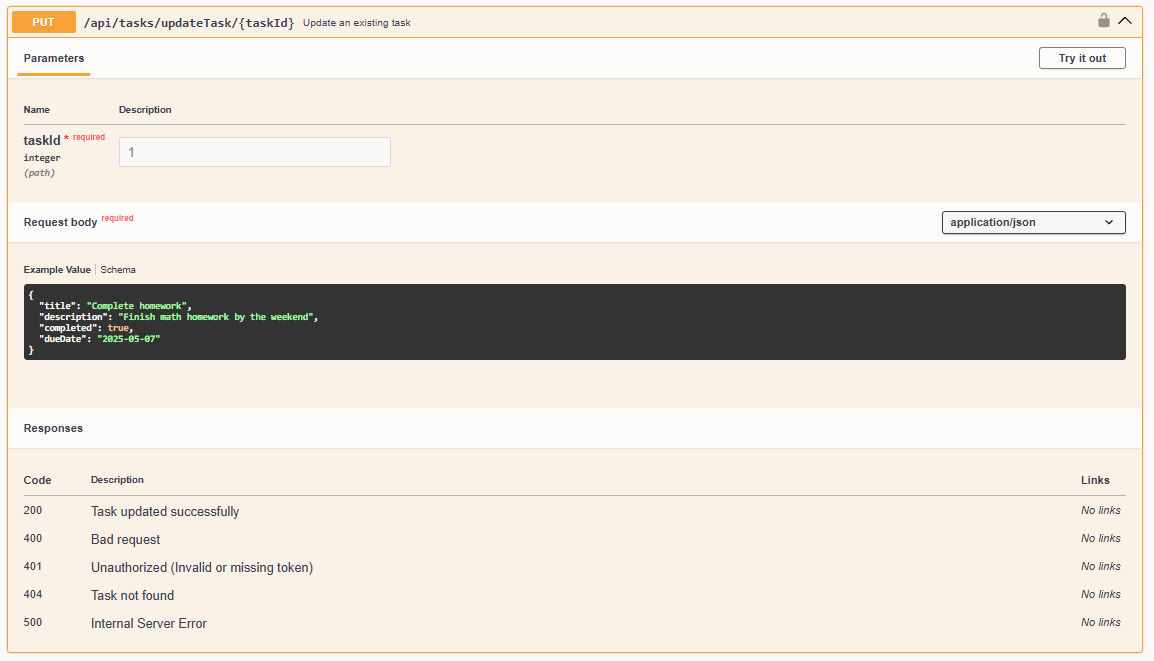 PUT /api/tasks/updateTask/{taskId} Update an existing task
Parameters
Try it out
Name Description
taskId * required
integer
(path)
1
Request body required
application/json
Example Value Schema
{
  "title": "Complete homework",
  "description": "Finish math homework by the weekend",
  "completed": true,
  "dueDate": "2025-05-07"
}
Responses
Code Description Links
200 Task updated successfully No links
400 Bad request No links
401 Unauthorized (Invalid or missing token) No links
404 Task not found No links
500 Internal Server Error No links